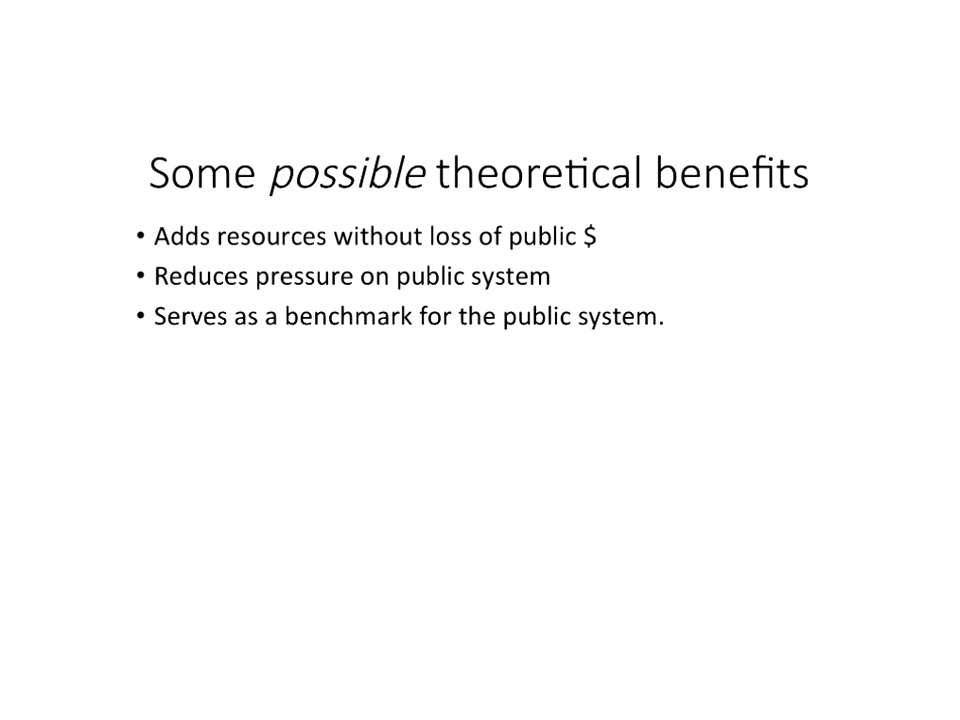 Some possible theoretical benefits
• Adds resources without loss of public $
• Reduces pressure on public system
• Serves as a benchmark for the public system.